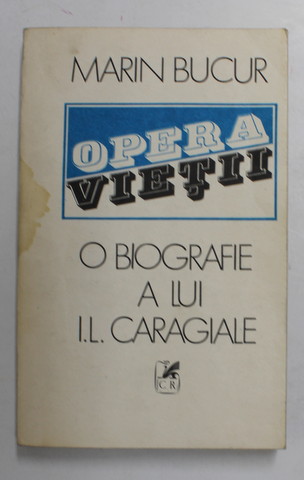 MARIN BUCUR
OPERA
VIEȚII
O BIOGRAFIE
A LUI
I.L. CARAGIALE
C R